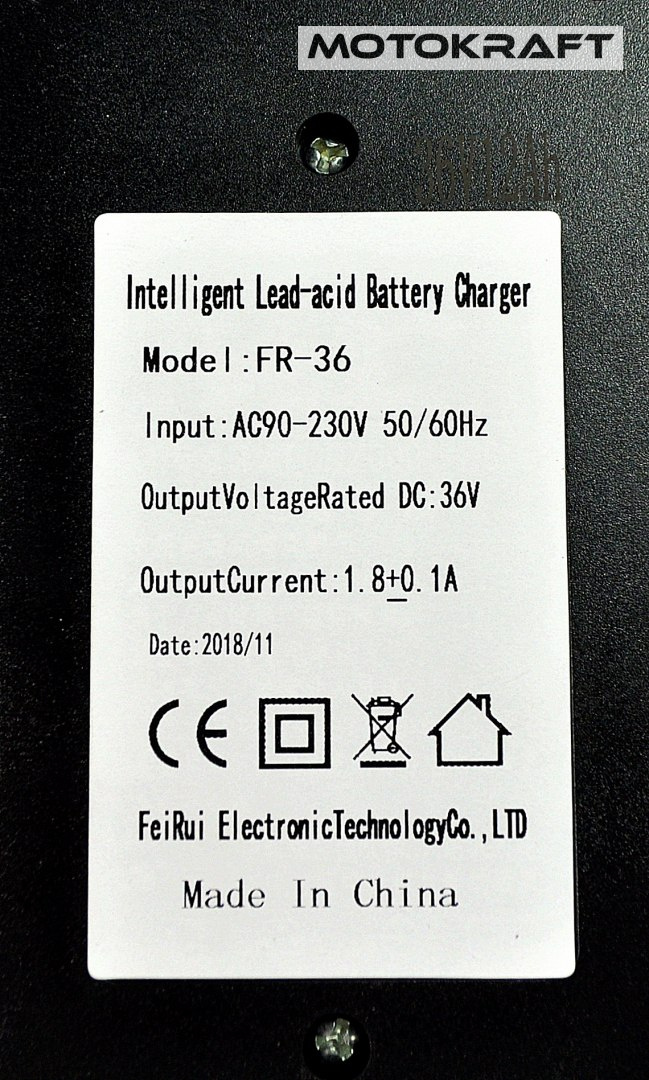 MOTOKRAFT
36V12Ah
Intelligent Lead-acid Battery Charger
Model:FR-36
Input:AC90-230V 50/60Hz
OutputVoltageRated DC:36V
OutputCurrent:1.8±0.1A
Date:2018/11
CE
FeiRui ElectronicTechnologyCo.,LTD
Made In China